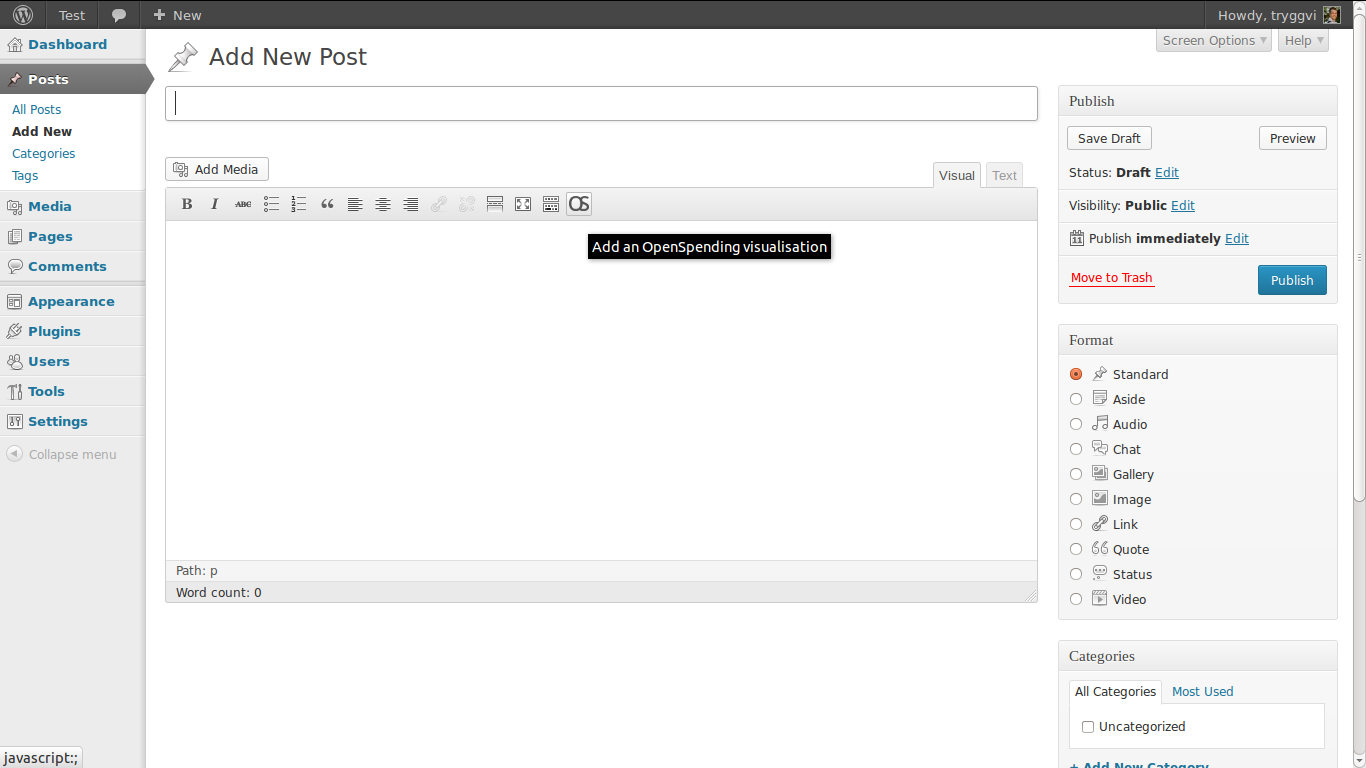 Test
New
Howdy, tryggvi
Dashboard
Posts
All Posts
Add New
Categories
Tags
Media
Pages
Comments
Appearance
Plugins
Users
Tools
Settings
Collapse menu
javascript:;
Screen Options
Help
Add New Post
Add Media
Visual
Text
B
I
ABC
OS
Add an OpenSpending visualisation
Path: p
Word count: 0
Publish
Save Draft
Preview
Status: Draft Edit
Visibility: Public Edit
11
Publish immediately Edit
Move to Trash
Publish
Format
Standard
Aside
Audio
Chat
Gallery
Image
Link
Quote
Status
Video
Categories
All Categories
Most Used
Uncategorized
+ Add New Category